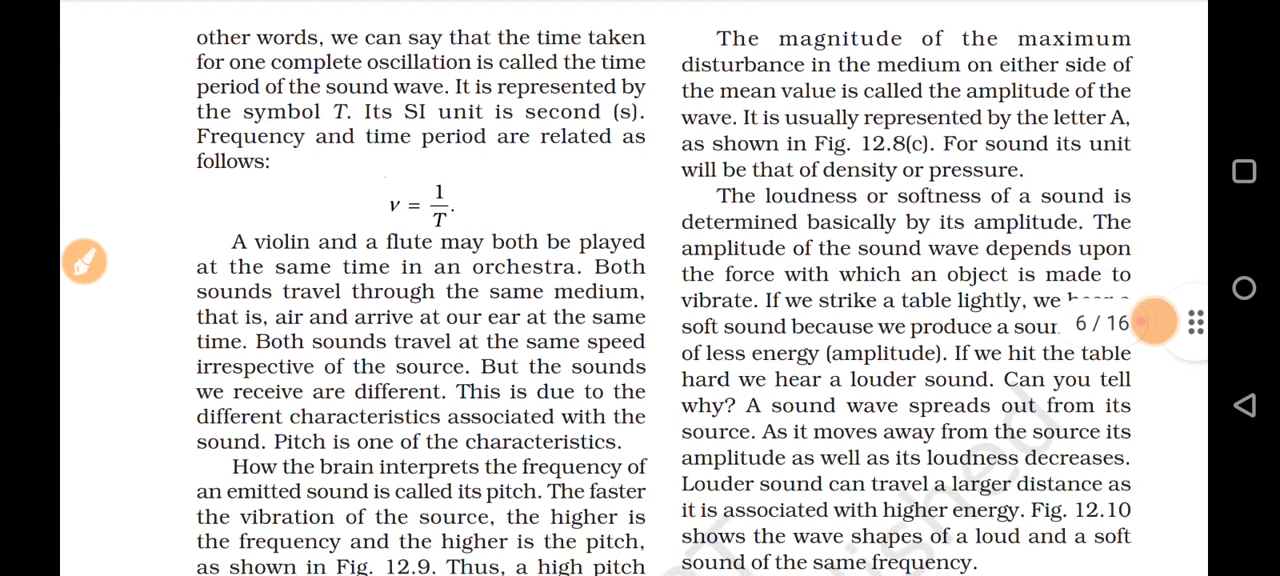 other words, we can say that the time taken
for one complete oscillation is called the time
period of the sound wave. It is represented by
the symbol T. Its SI unit is second (s).
Frequency and time period are related as
follows:
ν = 1/T.
A violin and a flute may both be played
at the same time in an orchestra. Both
sounds travel through the same medium,
that is, air and arrive at our ear at the same
time. Both sounds travel at the same speed
irrespective of the source. But the sounds
we receive are different. This is due to the
different characteristics associated with the
sound. Pitch is one of the characteristics.
How the brain interprets the frequency of
an emitted sound is called its pitch. The faster
the vibration of the source, the higher is
the frequency and the higher is the pitch,
as shown in Fig. 12.9. Thus, a high pitch
The magnitude of the maximum
disturbance in the medium on either side of
the mean value is called the amplitude of the
wave. It is usually represented by the letter A,
as shown in Fig. 12.8(c). For sound its unit
will be that of density or pressure.
The loudness or softness of a sound is
determined basically by its amplitude. The
amplitude of the sound wave depends upon
the force with which an object is made to
vibrate. If we strike a table lightly, we
soft sound because we produce a
6 / 16
of less energy (amplitude). If we hit the table
hard we hear a louder sound. Can you tell
why? A sound wave spreads out from its
source. As it moves away from the source its
amplitude as well as its loudness decreases.
Louder sound can travel a larger distance as
it is associated with higher energy. Fig. 12.10
shows the wave shapes of a loud and a soft
sound of the same frequency.